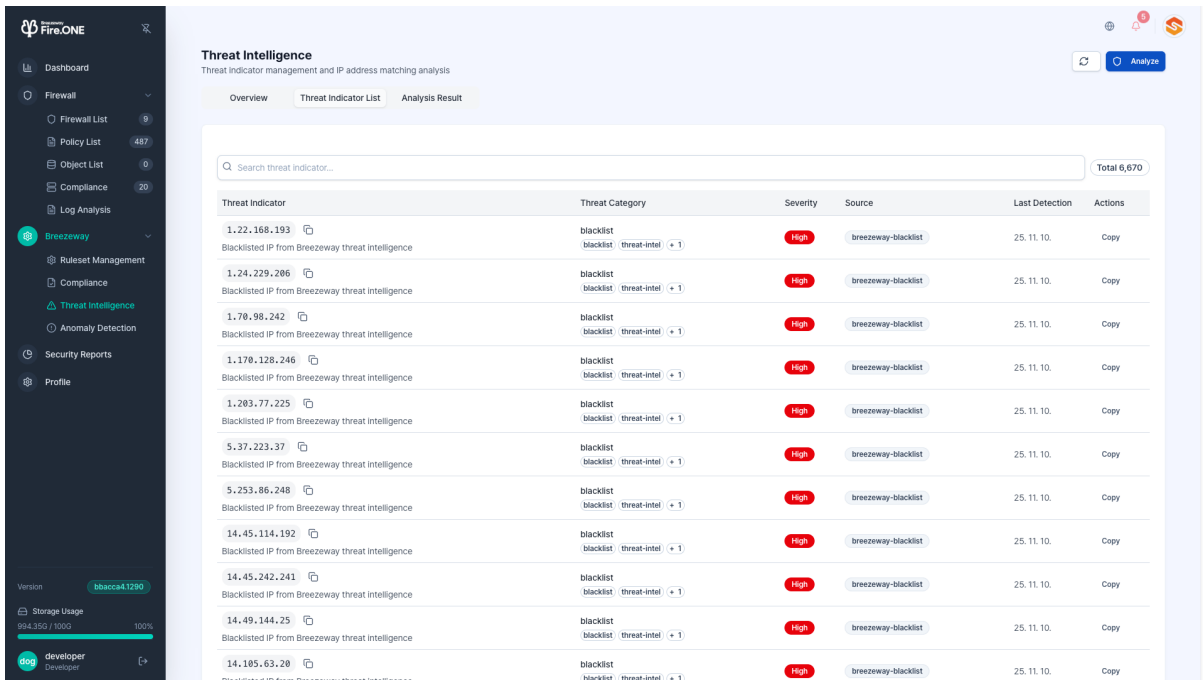 Breezeway
Fire.ONE
5
Dashboard
Firewall
Firewall List 9
Policy List 487
Object List 0
Compliance 20
Log Analysis
Breezeway
Ruleset Management
Compliance
Threat Intelligence
Anomaly Detection
Security Reports
Profile
Version bbacca4.1290
Storage Usage
994.35G / 100G 100%
dog
developer
Developer
Threat Intelligence
Threat indicator management and IP address matching analysis
Analyze
Overview Threat Indicator List Analysis Result
Search threat indicator...
Total 6,670
Threat Indicator Threat Category Severity Source Last Detection Actions
1.22.168.193 blacklist
Blacklisted IP from Breezeway threat intelligence blacklist threat-intel + 1 High breezeway-blacklist 25. 11. 10. Copy
1.24.229.206 blacklist
Blacklisted IP from Breezeway threat intelligence blacklist threat-intel + 1 High breezeway-blacklist 25. 11. 10. Copy
1.70.98.242 blacklist
Blacklisted IP from Breezeway threat intelligence blacklist threat-intel + 1 High breezeway-blacklist 25. 11. 10. Copy
1.170.128.246 blacklist
Blacklisted IP from Breezeway threat intelligence blacklist threat-intel + 1 High breezeway-blacklist 25. 11. 10. Copy
1.203.77.225 blacklist
Blacklisted IP from Breezeway threat intelligence blacklist threat-intel + 1 High breezeway-blacklist 25. 11. 10. Copy
5.37.223.37 blacklist
Blacklisted IP from Breezeway threat intelligence blacklist threat-intel + 1 High breezeway-blacklist 25. 11. 10. Copy
5.253.86.248 blacklist
Blacklisted IP from Breezeway threat intelligence blacklist threat-intel + 1 High breezeway-blacklist 25. 11. 10. Copy
14.45.114.192 blacklist
Blacklisted IP from Breezeway threat intelligence blacklist threat-intel + 1 High breezeway-blacklist 25. 11. 10. Copy
14.45.242.241 blacklist
Blacklisted IP from Breezeway threat intelligence blacklist threat-intel + 1 High breezeway-blacklist 25. 11. 10. Copy
14.49.144.25 blacklist
Blacklisted IP from Breezeway threat intelligence blacklist threat-intel + 1 High breezeway-blacklist 25. 11. 10. Copy
14.105.63.20 blacklist
Blacklisted IP from Breezeway threat intelligence blacklist threat-intel + 1 High breezeway-blacklist 25. 11. 10. Copy